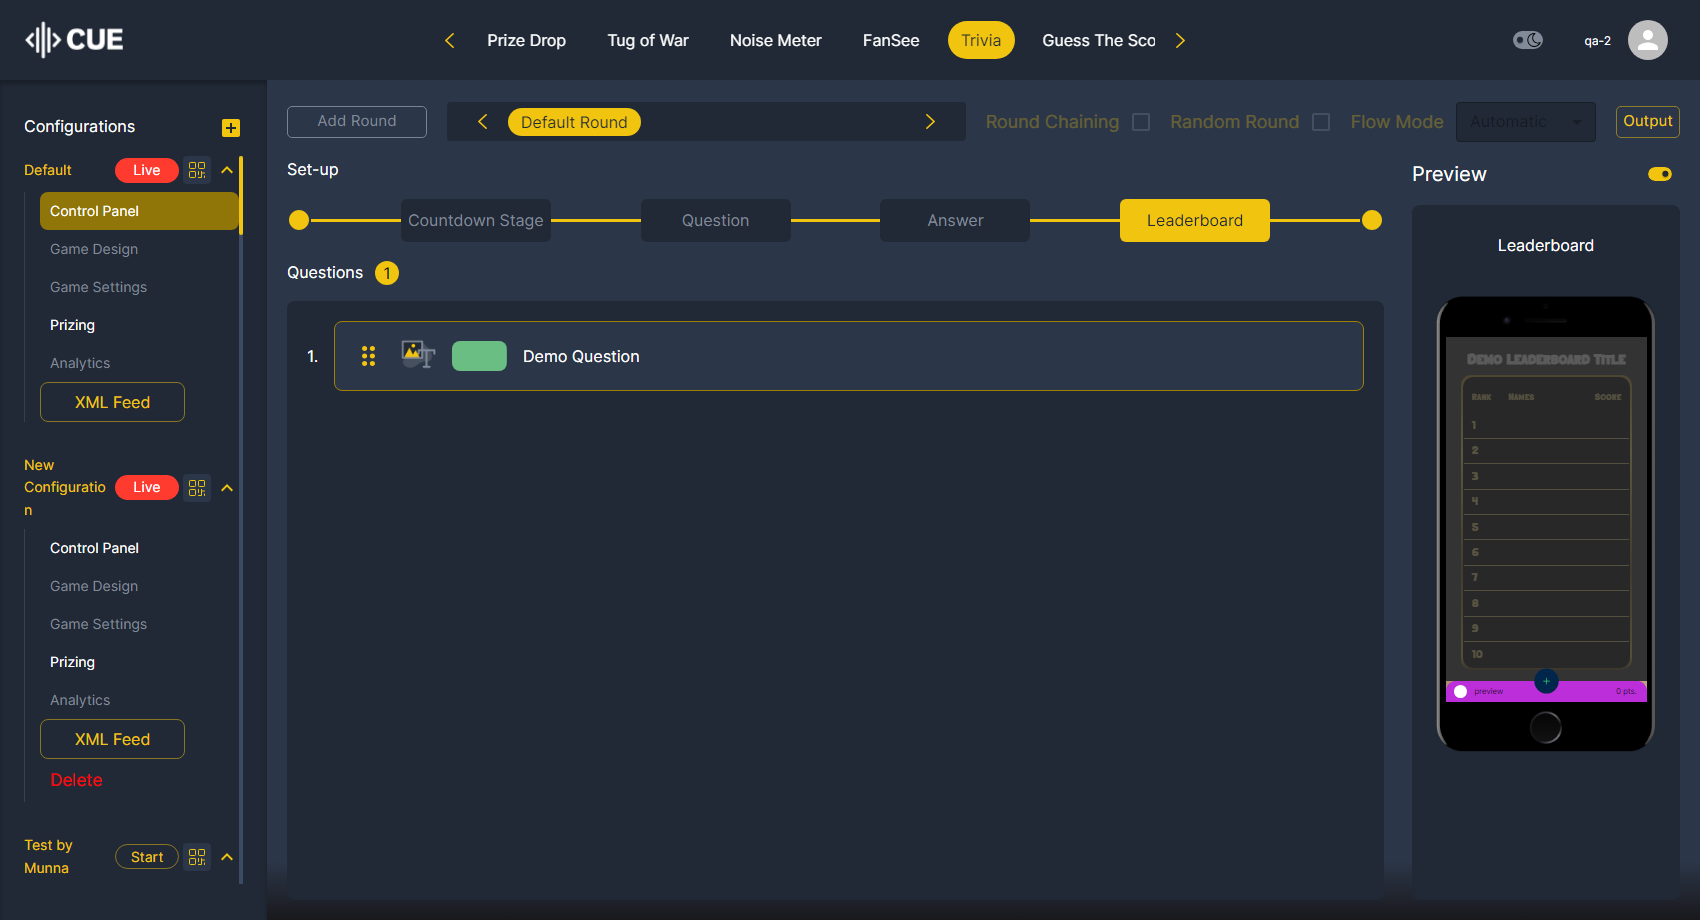 CUE
Prize Drop
Tug of War
Noise Meter
FanSee
Trivia
Guess The Sco
qa-2
Configurations
Default
Live
Control Panel
Game Design
Game Settings
Prizing
Analytics
XML Feed
New
Configuratio
n
Live
Control Panel
Game Design
Game Settings
Prizing
Analytics
XML Feed
Delete
Test by
Munna
Start
Add Round
Default Round
Round Chaining
Random Round
Flow Mode
Automatic
Output
Set-up
Countdown Stage
Question
Answer
Leaderboard
Questions
1
1.
Demo Question
Preview
Leaderboard
Demo Leaderboard Title
Rank Names Score
1
2
3
4
5
6
7
8
9
10
preview
0 pts.